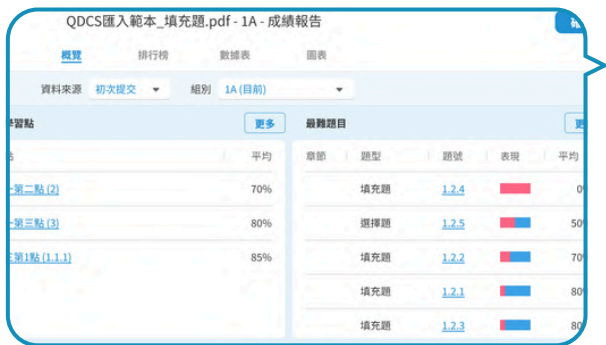 QDCS匯入範本_填充題.pdf - 1A - 成績報告
概覽 排行榜 數據表 圖表
資料來源 初次提交 組別 1A (目前)
學習點 更多 最難題目
平均 章節 題型 題號 表現 平均
第二點 (2) 70% 填充題 1.2.4 0%
第三點 (3) 80% 選擇題 1.2.5 50%
第1點 (1.1.1) 85% 填充題 1.2.2 70%
填充題 1.2.1 80%
填充題 1.2.3 80%